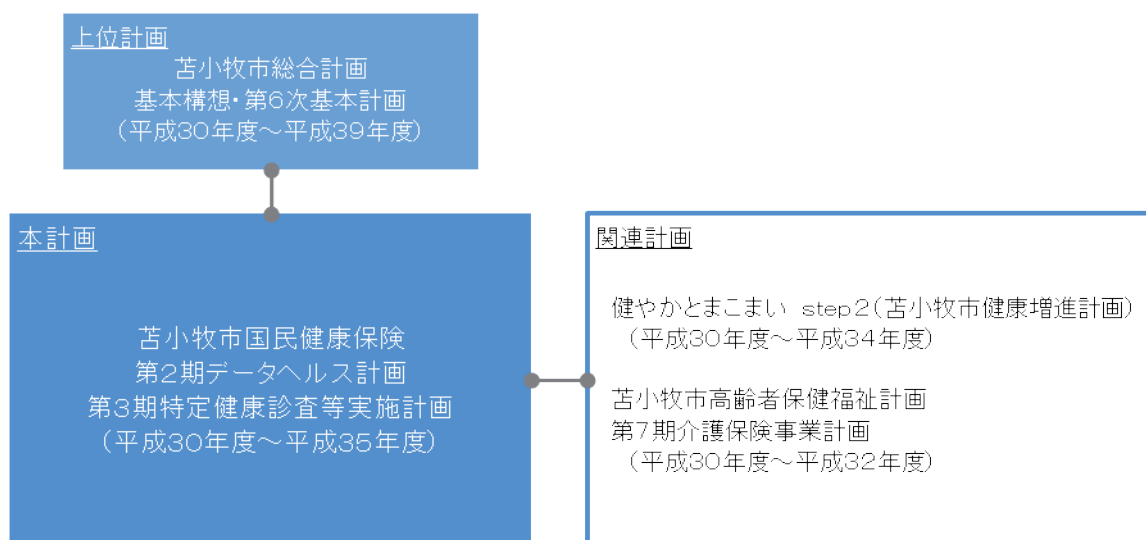 上位計画
苫小牧市総合計画
基本構想・第6次基本計画
（平成30年度～平成39年度）
本計画
苫小牧市国民健康保険
第2期データヘルス計画
第3期特定健康診査等実施計画
（平成30年度～平成35年度）
関連計画
健やかとまこまい step2（苫小牧市健康増進計画）
（平成30年度～平成34年度）
苫小牧市高齢者保健福祉計画
第7期介護保険事業計画
（平成30年度～平成32年度）